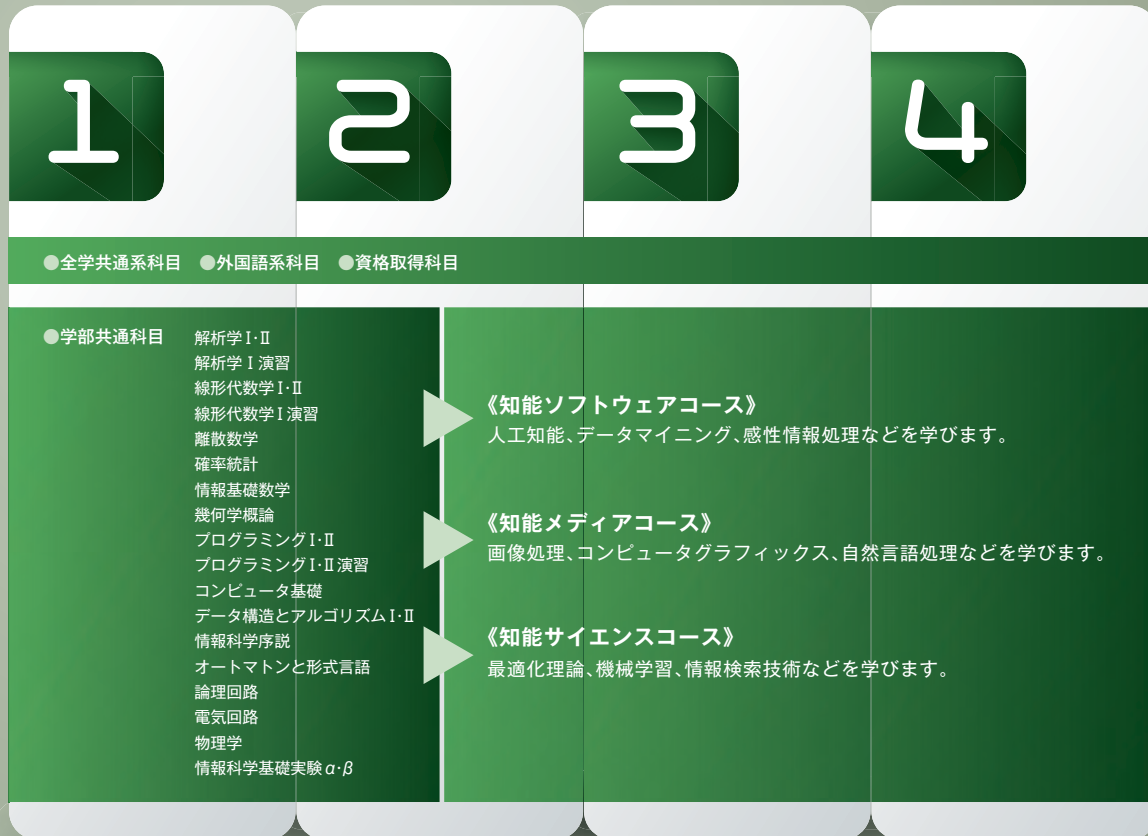 1 2 3 4
●全学共通系科目 ●外国語系科目 ●資格取得科目
●学部共通科目 解析学Ⅰ・Ⅱ
解析学Ⅰ演習
線形代数学Ⅰ・Ⅱ
線形代数学Ⅰ演習
離散数学
確率統計
情報基礎数学
幾何学概論
プログラミングⅠ・Ⅱ
プログラミングⅠ・Ⅱ演習
コンピュータ基礎
データ構造とアルゴリズムⅠ・Ⅱ
情報科学序説
オートマトンと形式言語
論理回路
電気回路
物理学
情報科学基礎実験α・β
《知能ソフトウェアコース》
人工知能、データマイニング、感性情報処理などを学びます。
《知能メディアコース》
画像処理、コンピュータグラフィックス、自然言語処理などを学びます。
《知能サイエンスコース》
最適化理論、機械学習、情報検索技術などを学びます。